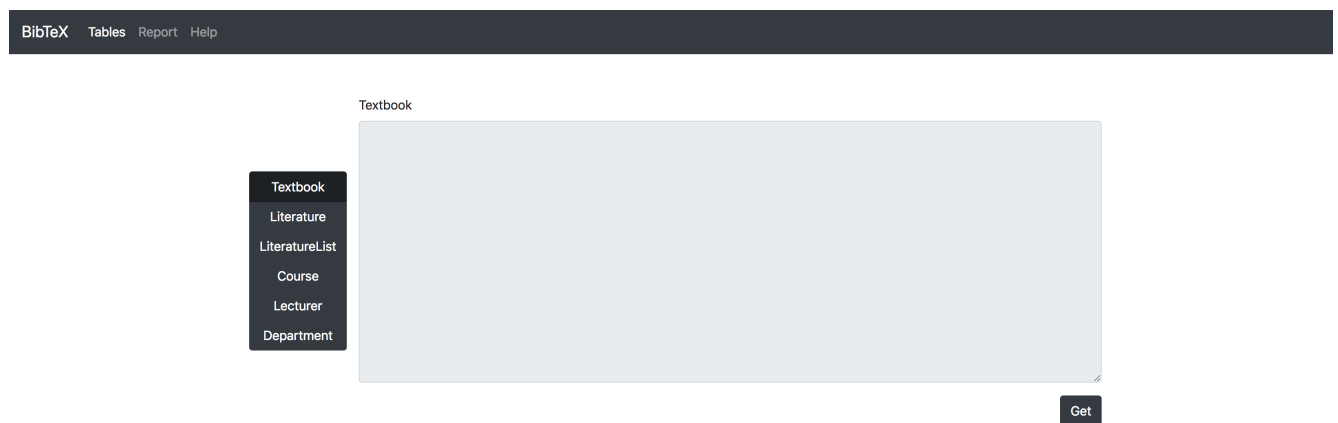 BibTeX Tables Report Help
Textbook
Textbook
Literature
LiteratureList
Course
Lecturer
Department
Get